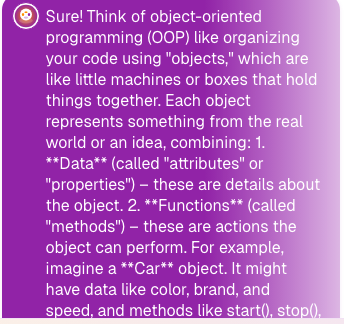 Sure! Think of object-oriented
programming (OOP) like organizing
your code using "objects," which are
like little machines or boxes that hold
things together. Each object
represents something from the real
world or an idea, combining: 1.
**Data** (called "attributes" or
"properties") – these are details about
the object. 2. **Functions** (called
"methods") – these are actions the
object can perform. For example,
imagine a **Car** object. It might
have data like color, brand, and
speed, and methods like start(), stop(),